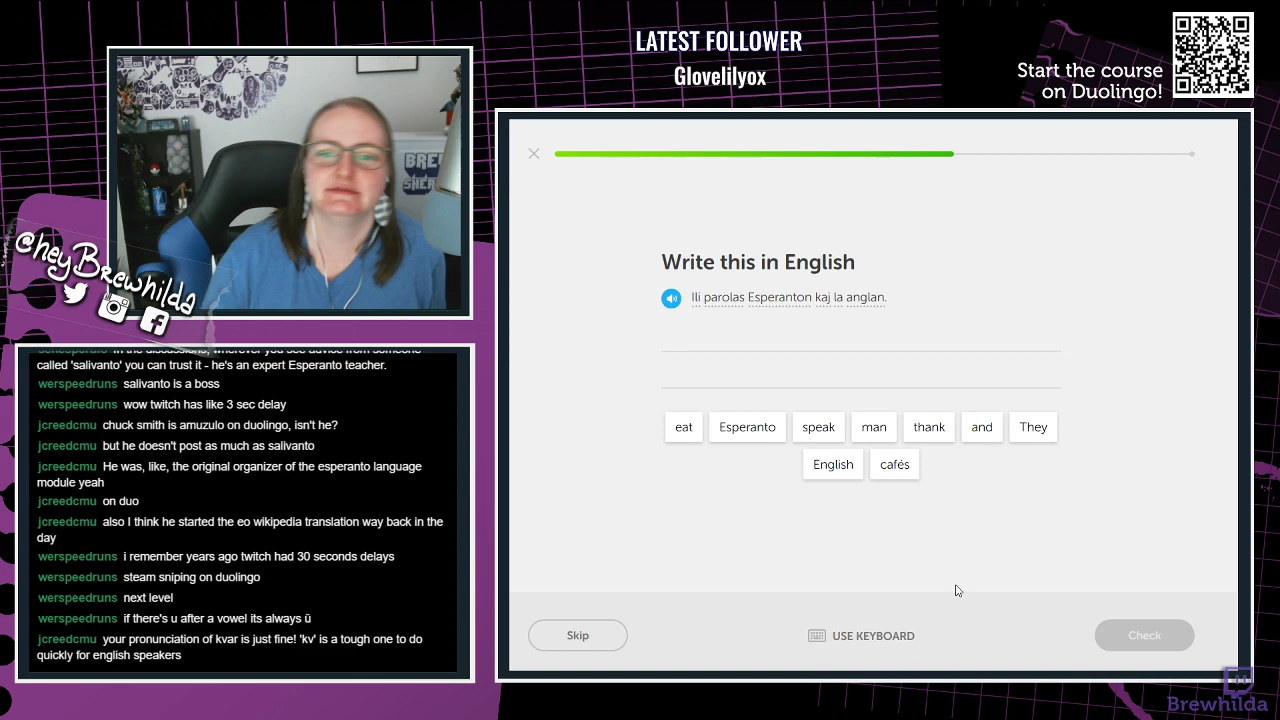 LATEST FOLLOWER
Glovelilyox
Start the course
on Duolingo!
BRE
SHE
@heyBrewhilda
Write this in English
Ili parolas Esperanton kaj la anglan.
eat Esperanto speak man thank and They
English cafés
Skip
USE KEYBOARD
Check
called 'salivanto' you can trust it - he's an expert Esperanto teacher.
werspeedruns salivanto is a boss
werspeedruns wow twitch has like 3 sec delay
jcreedcmu chuck smith is amuzulo on duolingo, isn't he?
jcreedcmu but he doesn't post as much as salivanto
jcreedcmu He was, like, the original organizer of the esperanto language
module yeah
jcreedcmu on duo
jcreedcmu also I think he started the eo wikipedia translation way back in the
day
werspeedruns i remember years ago twitch had 30 seconds delays
werspeedruns steam sniping on duolingo
werspeedruns next level
werspeedruns if there's u after a vowel its always ŭ
jcreedcmu your pronunciation of kvar is just fine! 'kv' is a tough one to do
quickly for english speakers
Brewhilda